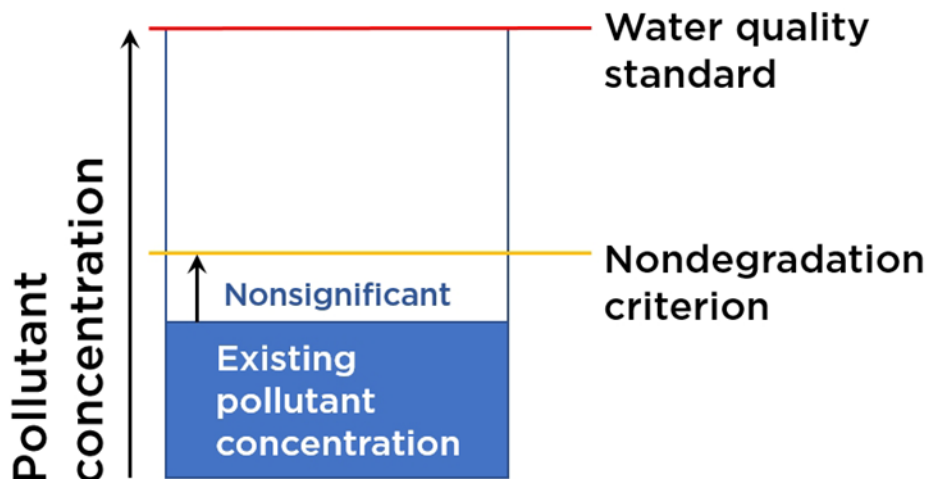 Pollutant
concentration
Water quality
standard
Nondegradation
criterion
Nonsignificant
Existing
pollutant
concentration